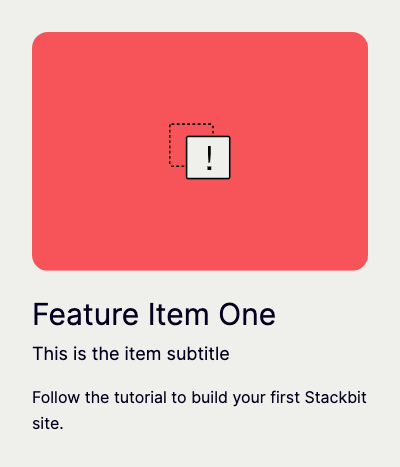 !
Feature Item One
This is the item subtitle
Follow the tutorial to build your first Stackbit
site.